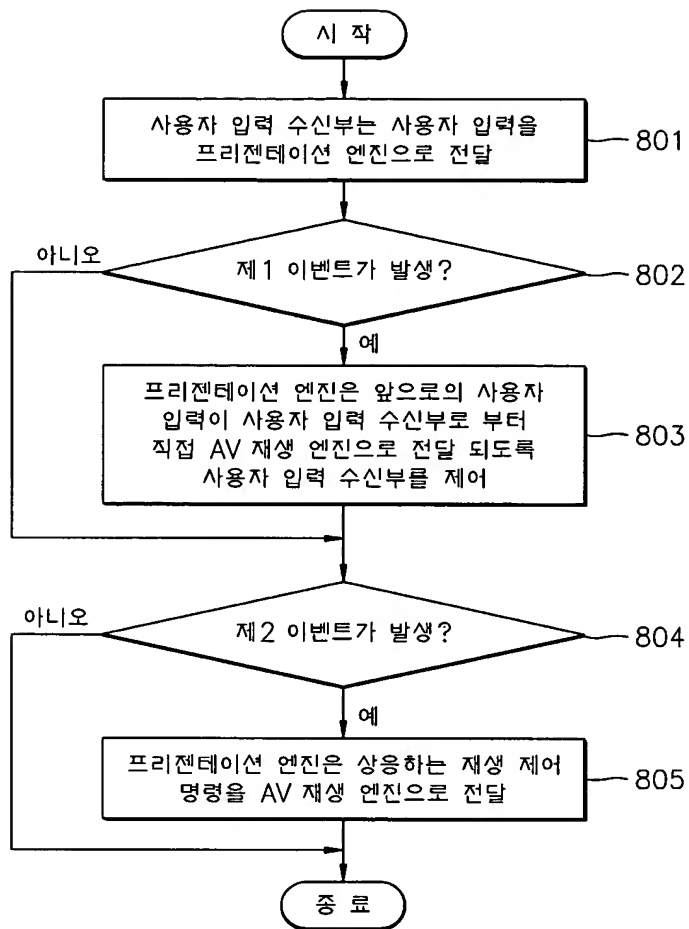 시 작
사용자 입력 수신부는 사용자 입력을
프리젠테이션 엔진으로 전달
801
아니오
제1 이벤트가 발생?
802
예
프리젠테이션 엔진은 앞으로의 사용자
입력이 사용자 입력 수신부로 부터
직접 AV 재생 엔진으로 전달 되도록
사용자 입력 수신부를 제어
803
아니오
제2 이벤트가 발생?
804
예
프리젠테이션 엔진은 상응하는 재생 제어
명령을 AV 재생 엔진으로 전달
805
종 료